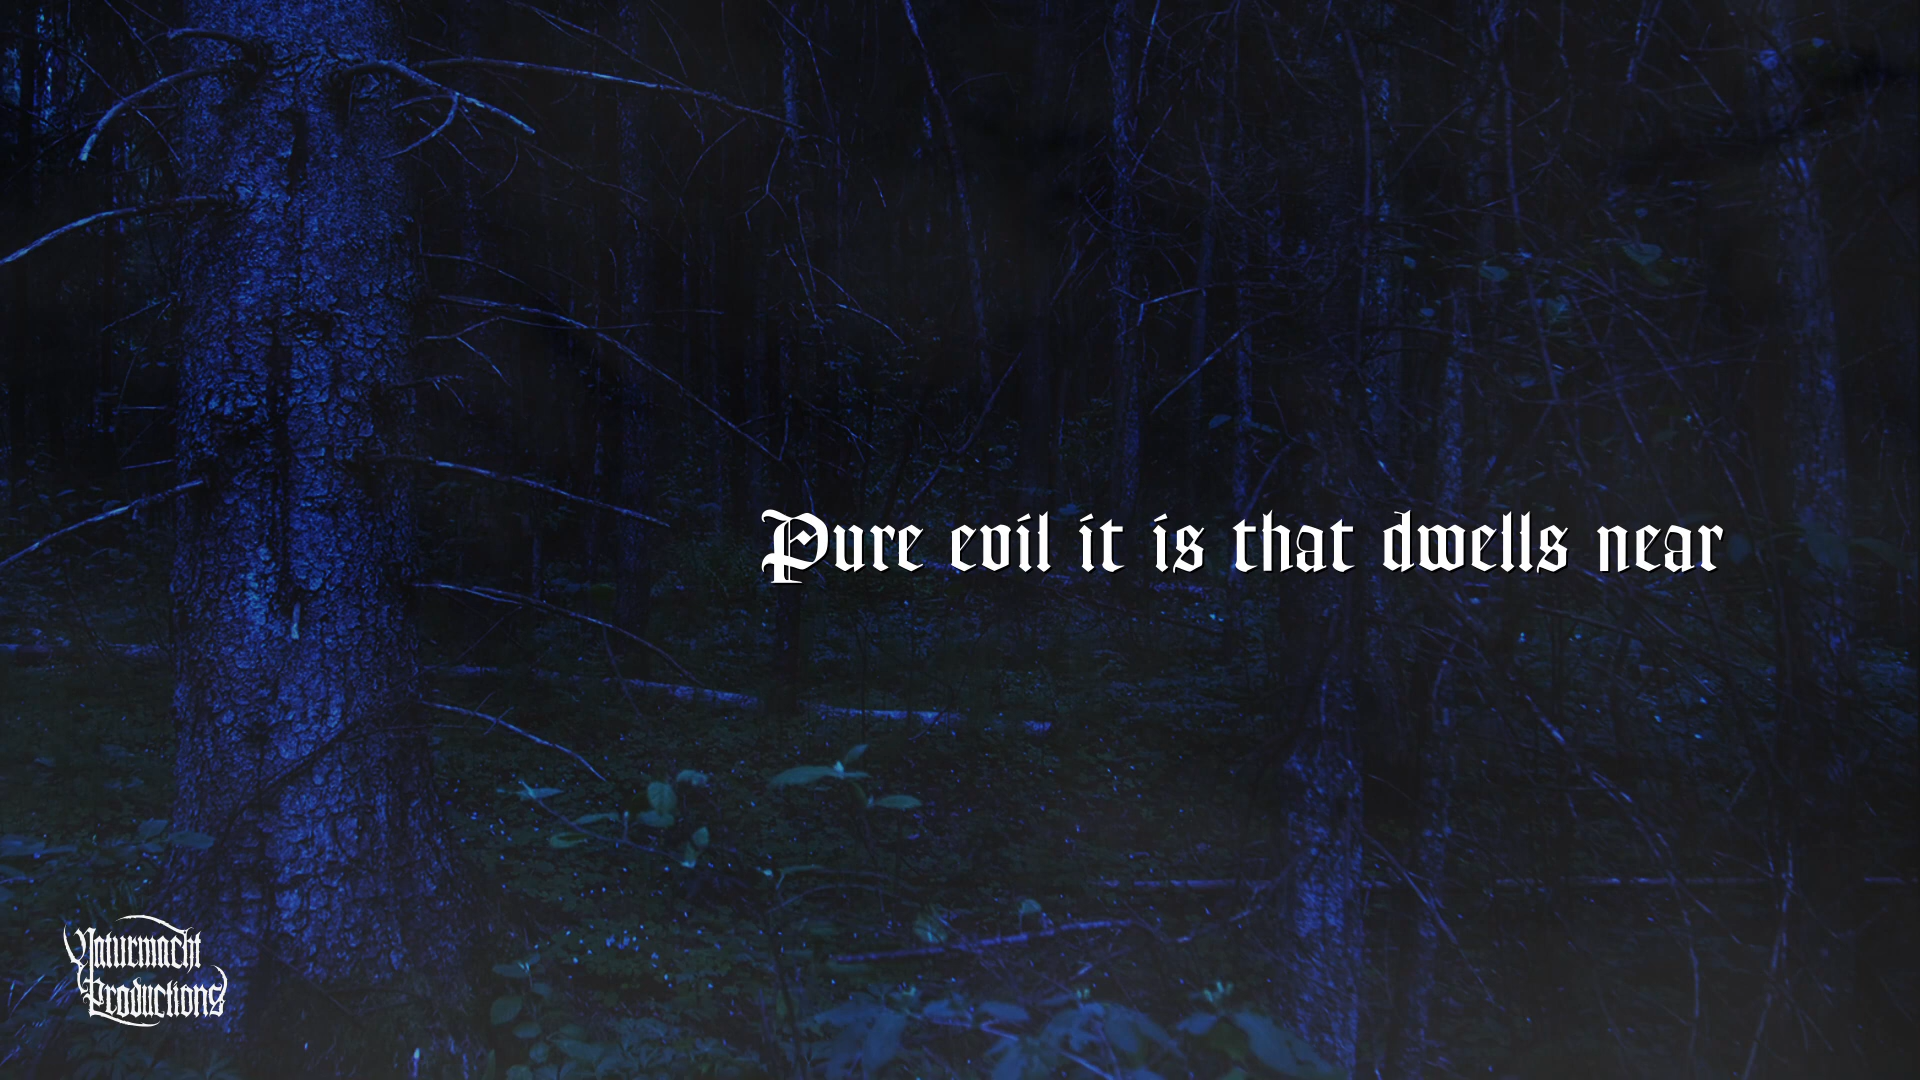 Pure evil it is that dwells near
Naturmacht
Productions